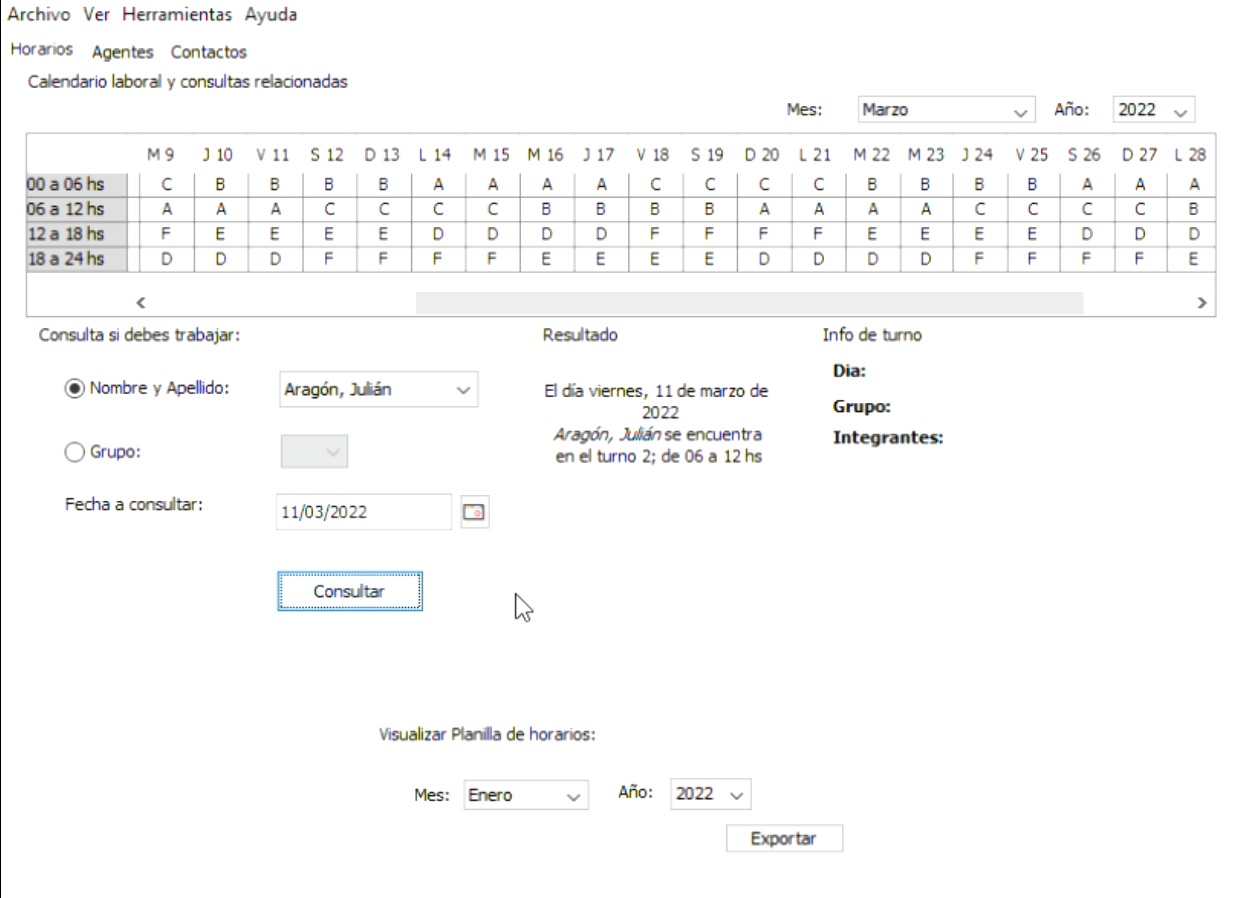 Archivo Ver Herramientas Ayuda
Horarios Agentes Contactos
Calendario laboral y consultas relacionadas
Mes: Marzo Año: 2022
M 9 J 10 V 11 S 12 D 13 L 14 M 15 M 16 J 17 V 18 S 19 D 20 L 21 M 22 M 23 J 24 V 25 S 26 D 27 L 28
00 a 06 hs C B B B B A A A A C C C C B B B B A A A
06 a 12 hs A A A C C C C B B B B A A A A C C C C B
12 a 18 hs F E E E E D D D D F F F F E E E E D D D
18 a 24 hs D D D F F F F E E E E D D D D F F F F E
Consulta si debes trabajar: Resultado Info de turno
Nombre y Apellido: Aragón, Julián
Grupo:
Fecha a consultar: 11/03/2022
Consultar
El día viernes, 11 de marzo de
2022
Aragón, Julián se encuentra
en el turno 2; de 06 a 12 hs
Dia:
Grupo:
Integrantes:
Visualizar Planilla de horarios:
Mes: Enero Año: 2022
Exportar